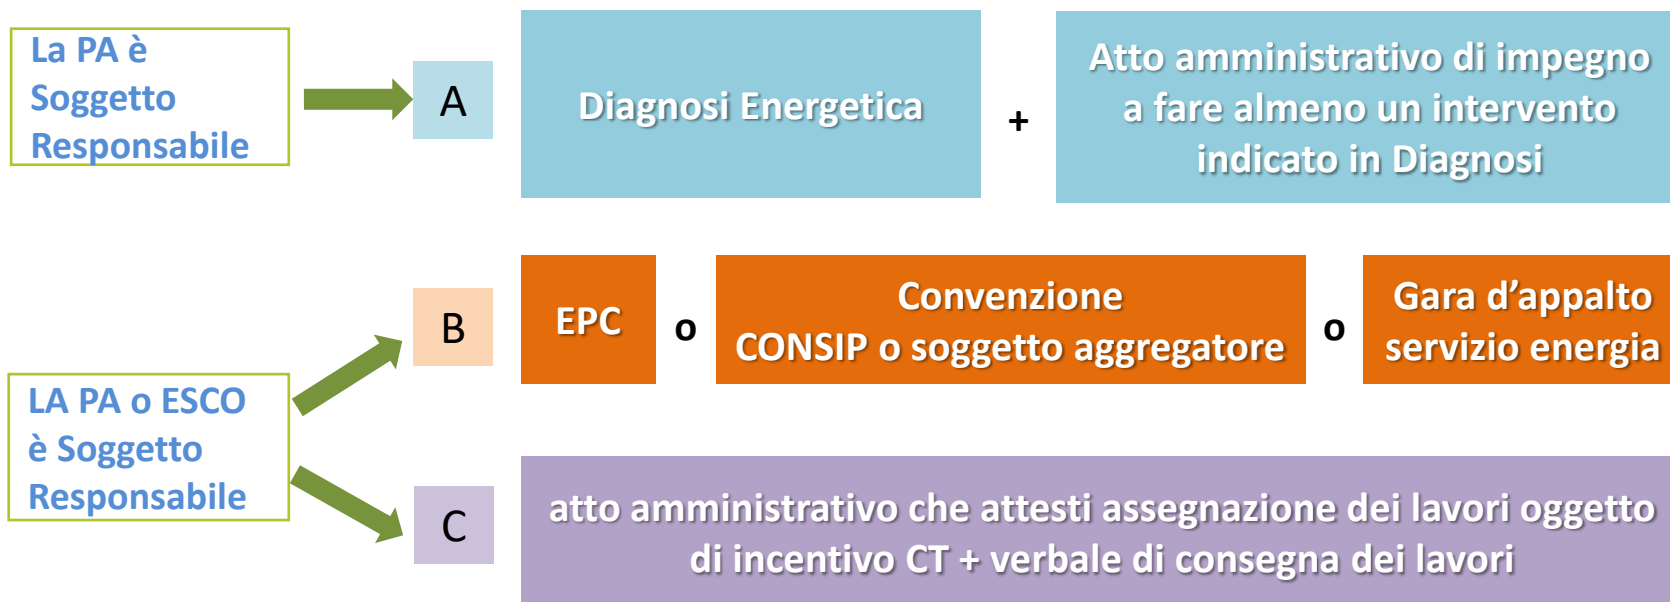 La PA è
Soggetto
Responsabile
A
Diagnosi Energetica
+
Atto amministrativo di impegno
a fare almeno un intervento
indicato in Diagnosi
LA PA o ESCO
è Soggetto
Responsabile
B
EPC
o
Convenzione
CONSIP o soggetto aggregatore
o
Gara d’appalto
servizio energia
C
atto amministrativo che attesti assegnazione dei lavori oggetto
di incentivo CT + verbale di consegna dei lavori